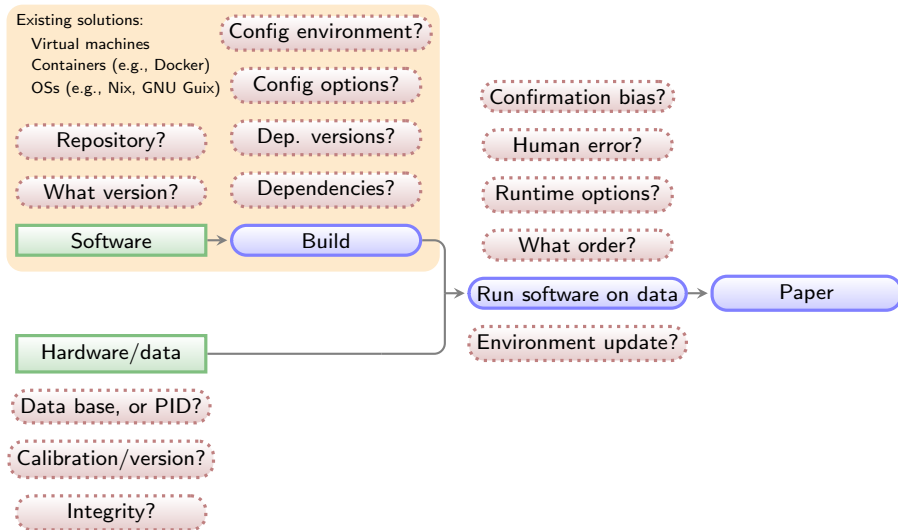 Existing solutions:
Virtual machines
Containers (e.g., Docker)
OSs (e.g., Nix, GNU Guix)
Config environment?
Config options?
Repository?
Dep. versions?
What version?
Dependencies?
Software
Build
Confirmation bias?
Human error?
Runtime options?
What order?
Run software on data
Paper
Environment update?
Hardware/data
Data base, or PID?
Calibration/version?
Integrity?